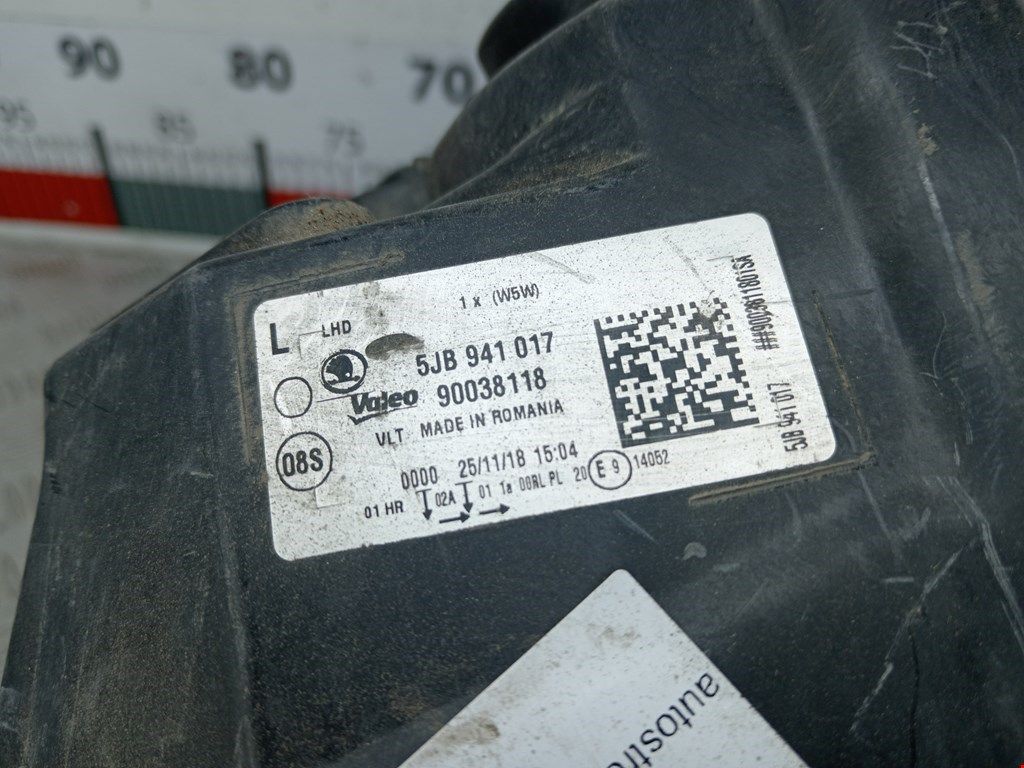 90 80 70
95 85 75
1 x (W5W)
L LHD
5JB 941 017
Valeo 90038118
VLT MADE IN ROMANIA
08S
0000 25/11/18 15:04
01 HR 02A 01 1a 00RL PL 20 E 9 14052
5JB 941 017